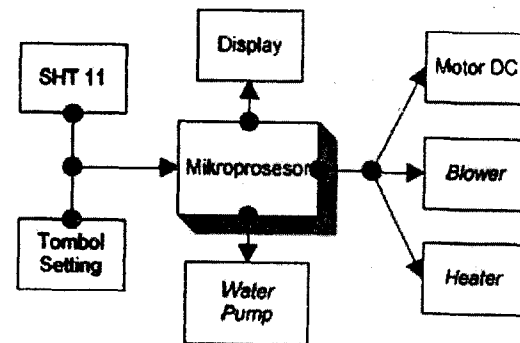 SHT 11
Display
Motor DC
Mikroprosesor
Blower
Tombol
Setting
Water
Pump
Heater